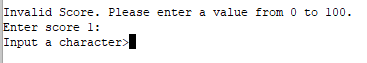 Invalid Score. Please enter a value from 0 to 100.
Enter score 1:
Input a character>